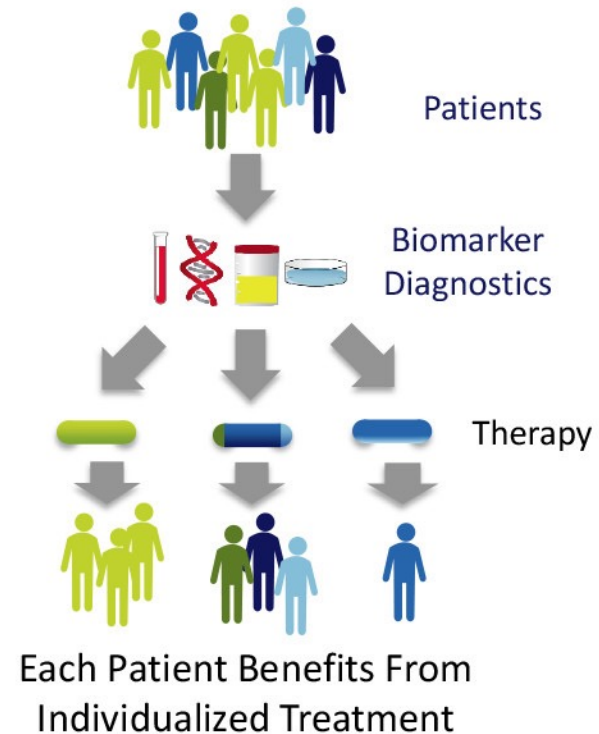 Patients
Biomarker
Diagnostics
Therapy
Each Patient Benefits From
Individualized Treatment